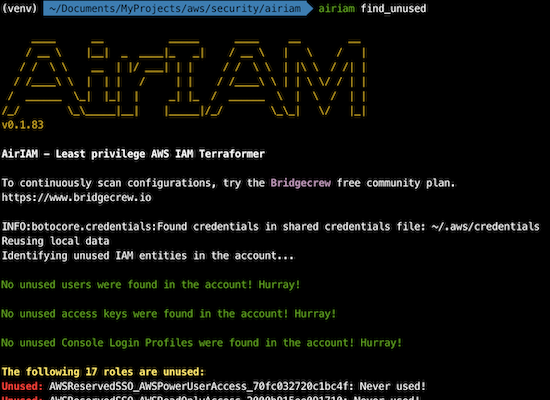 (venv) ~/Documents/MyProjects/aws/security/airiam airiam find_unused
AirIAM
v0.1.83
AirIAM - Least privilege AWS IAM Terraformer
To continuously scan configurations, try the Bridgecrew free community plan.
https://www.bridgecrew.io
INFO:botocore.credentials:Found credentials in shared credentials file: ~/.aws/credentials
Reusing local data
Identifying unused IAM entities in the account...
No unused users were found in the account! Hurray!
No unused access keys were found in the account! Hurray!
No unused Console Login Profiles were found in the account! Hurray!
The following 17 roles are unused:
Unused: AWSReservedSSO_AWSPowerUserAccess_70fc032720c1bc4f: Never used!